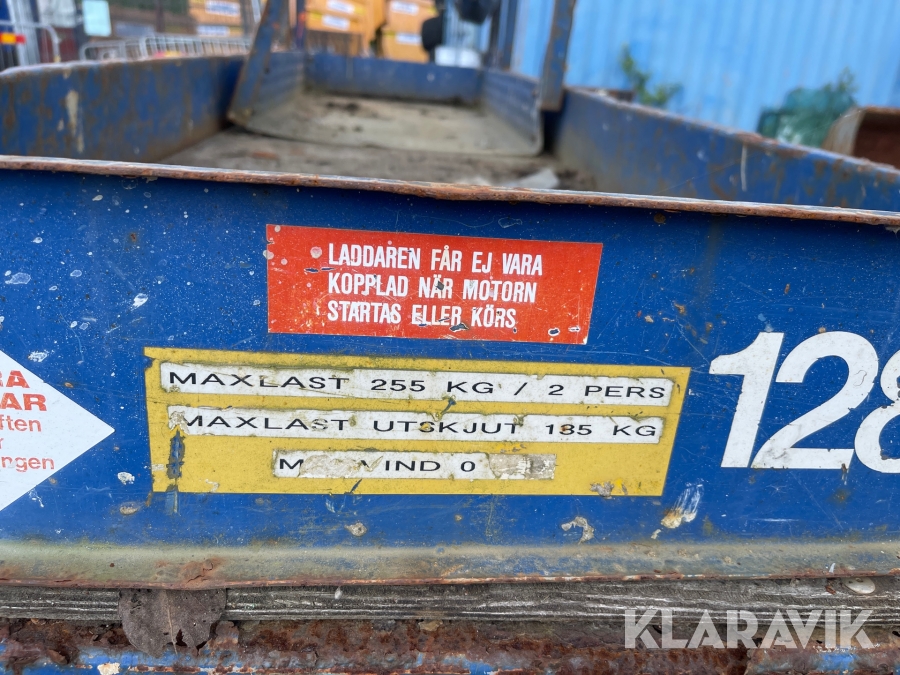 LADDAREN FÅR EJ VARA
KOPPLAD NÄR MOTORN
STARTAS ELLER KÖRS
RA
AR
ften
r
ngen
MAXLAST 255 KG / 2 PERS
MAXLAST UTSKJUT 185 KG
VIND 0
128
KLARAVIK